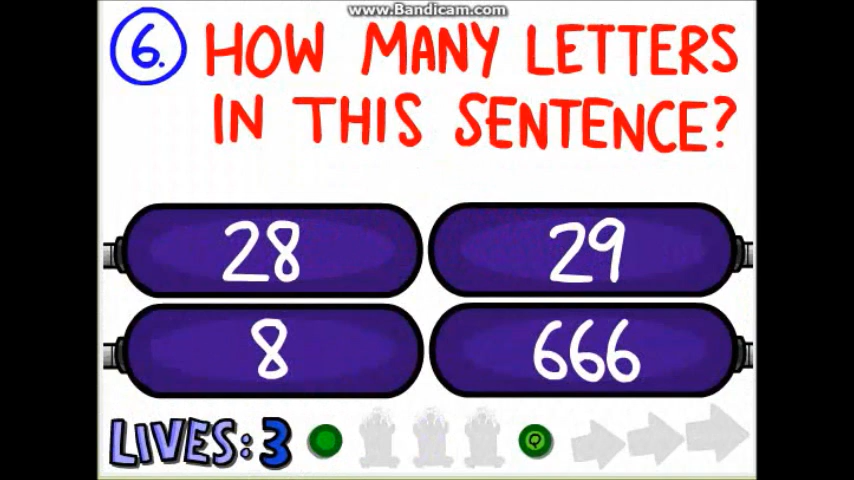 www.Bandicam.com
6. HOW MANY LETTERS
IN THIS SENTENCE?
28 29
8 666
LIVES: 3